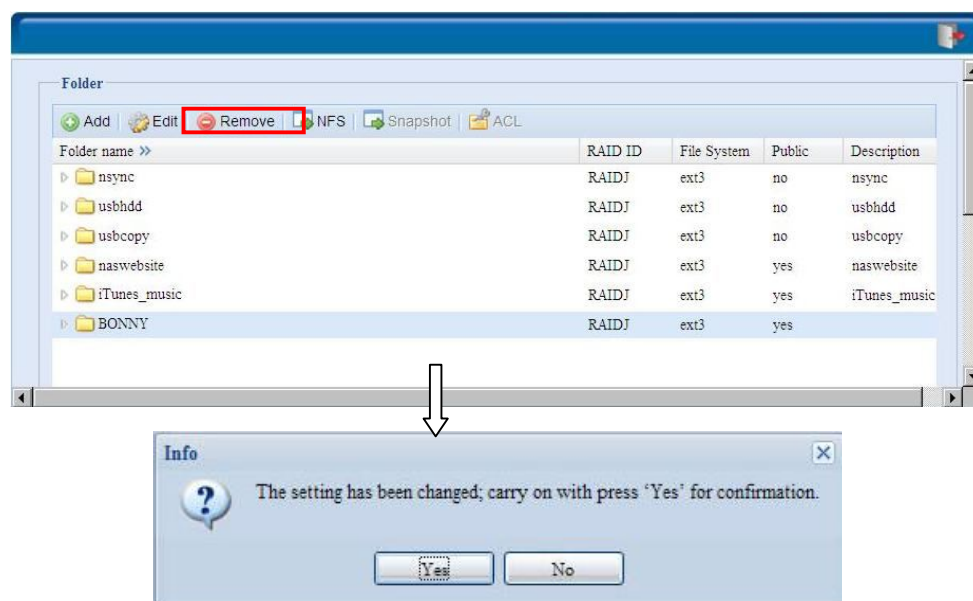 Folder
Add Edit Remove NFS Snapshot ACL
Folder name >> RAID ID File System Public Description
nsync RAIDJ ext3 no nsync
usbhdd RAIDJ ext3 no usbhdd
usbcopy RAIDJ ext3 no usbcopy
naswebsite RAIDJ ext3 yes naswebsite
iTunes_music RAIDJ ext3 yes iTunes_music
BONNY RAIDJ ext3 yes
Info
The setting has been changed; carry on with press ‘Yes’ for confirmation.
Yes No